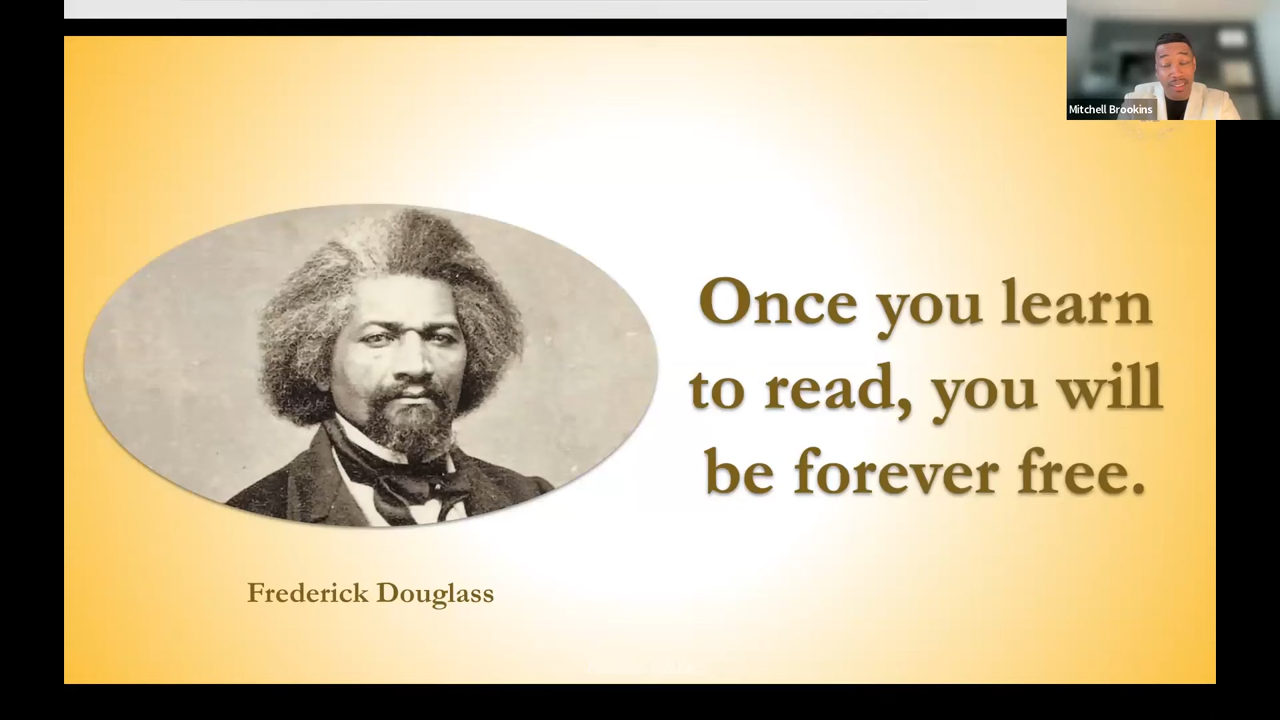 Mitchell Brookins
Once you learn
to read, you will
be forever free.
Frederick Douglass